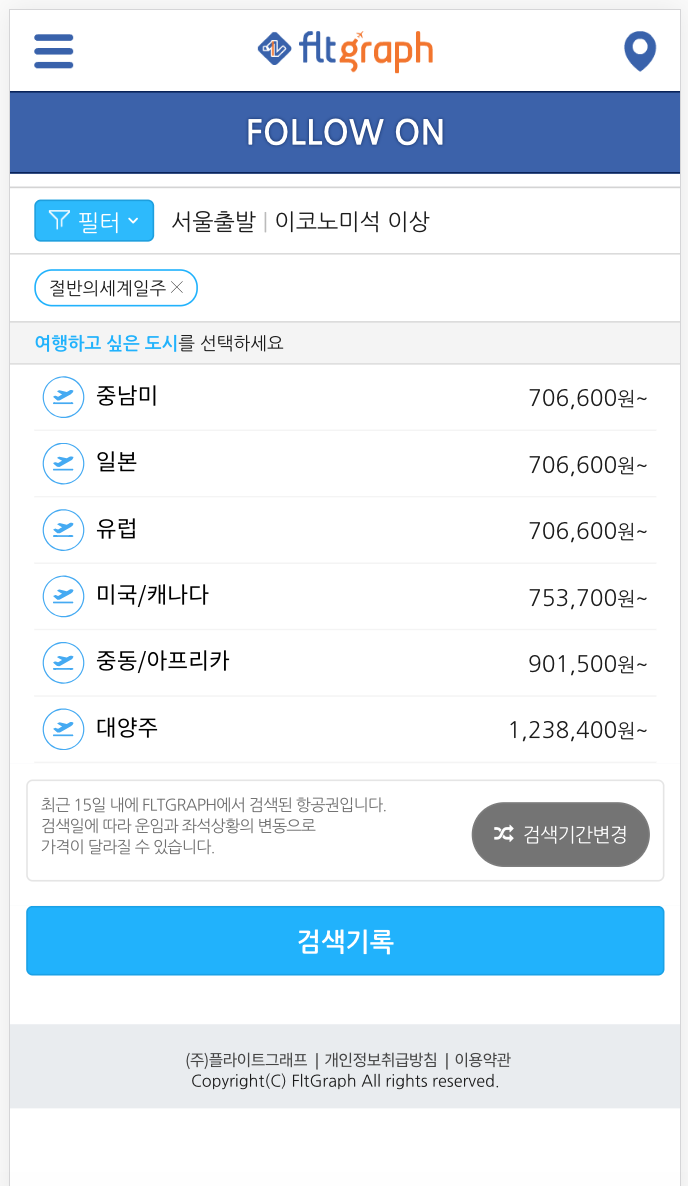 fltgraph
FOLLOW ON
필터 서울출발 | 이코노미석 이상
절반의세계일주
여행하고 싶은 도시를 선택하세요
중남미 706,600원~
일본 706,600원~
유럽 706,600원~
미국/캐나다 753,700원~
중동/아프리카 901,500원~
대양주 1,238,400원~
최근 15일 내에 FLTGRAPH에서 검색된 항공권입니다.
검색일에 따라 운임과 좌석상황의 변동으로
가격이 달라질 수 있습니다.
검색기간변경
검색기록
(주)플라이트그래프 | 개인정보취급방침 | 이용약관
Copyright(C) FltGraph All rights reserved.